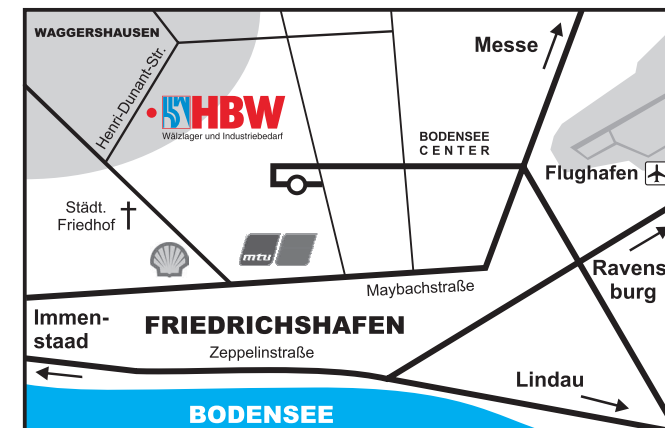 WAGGERSHAUSEN
Messe
Henri-Dunant-Str.
HBW
Wälzlager und Industriebedarf
BODENSEE
CENTER
Flughafen
Städt.
Friedhof
mtu
Ravens-
burg
Maybachstraße
Immen-
staad
FRIEDRICHSHAFEN
Zeppelinstraße
Lindau
BODENSEE